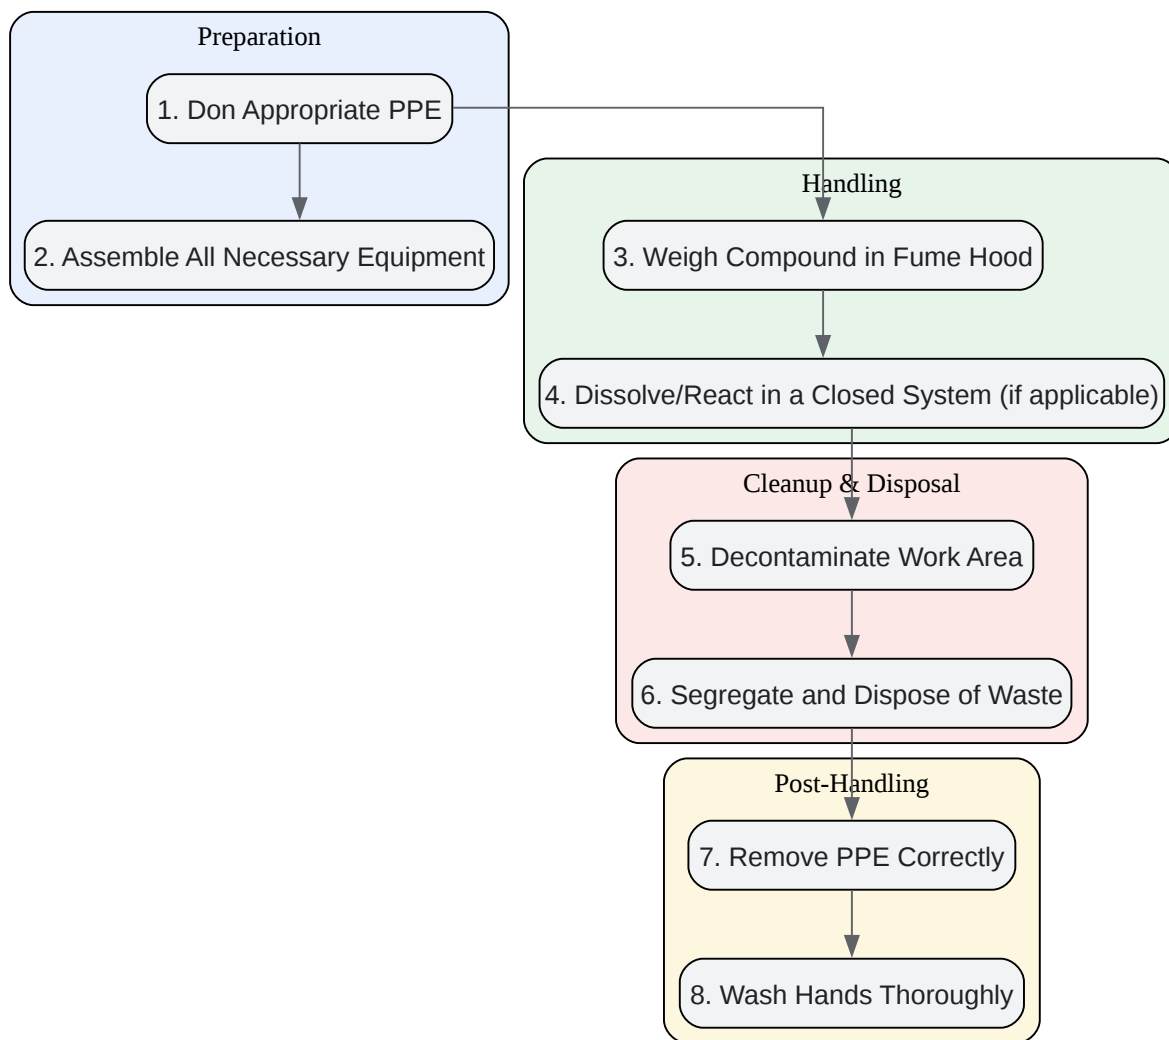 Preparation
1. Don Appropriate PPE
2. Assemble All Necessary Equipment
Handling
3. Weigh Compound in Fume Hood
4. Dissolve/React in a Closed System (if applicable)
Cleanup & Disposal
5. Decontaminate Work Area
6. Segregate and Dispose of Waste
Post-Handling
7. Remove PPE Correctly
8. Wash Hands Thoroughly